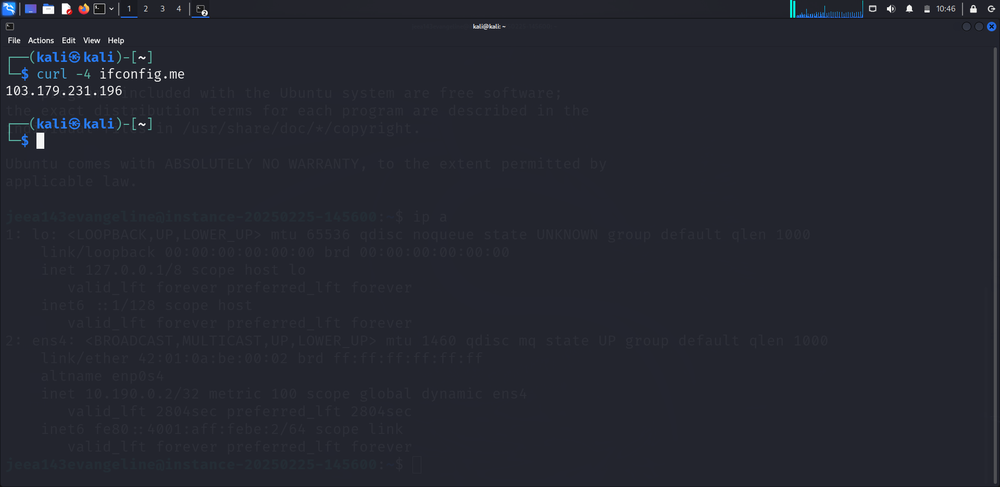 1 2 3 4 2 10:46
kali@kali: ~
File Actions Edit View Help
┌──(kali㉿kali)-[~]
└─$ curl -4 ifconfig.me
103.179.231.196
included with the Ubuntu system are free software;
the exact distribution terms for each program are described in the
┌──(kali㉿kali)-[~]
individual files in /usr/share/doc/*/copyright.
└─$
Ubuntu comes with ABSOLUTELY NO WARRANTY, to the extent permitted by
applicable law.
jeea143evangeline@instance-20250225-145600:~$ ip a
1: lo: <LOOPBACK,UP,LOWER_UP> mtu 65536 qdisc noqueue state UNKNOWN group default qlen 1000
link/loopback 00:00:00:00:00:00 brd 00:00:00:00:00:00
inet 127.0.0.1/8 scope host lo
valid_lft forever preferred_lft forever
inet6 ::1/128 scope host
valid_lft forever preferred_lft forever
2: ens4: <BROADCAST,MULTICAST,UP,LOWER_UP> mtu 1460 qdisc mq state UP group default qlen 1000
link/ether 42:01:0a:be:00:02 brd ff:ff:ff:ff:ff:ff
altname enp0s4
inet 10.190.0.2/32 metric 100 scope global dynamic ens4
valid_lft 2804sec preferred_lft 2804sec
inet6 fe80::4001:aff:febe:2/64 scope link
valid_lft forever preferred_lft forever
jeea143evangeline@instance-20250225-145600:~$